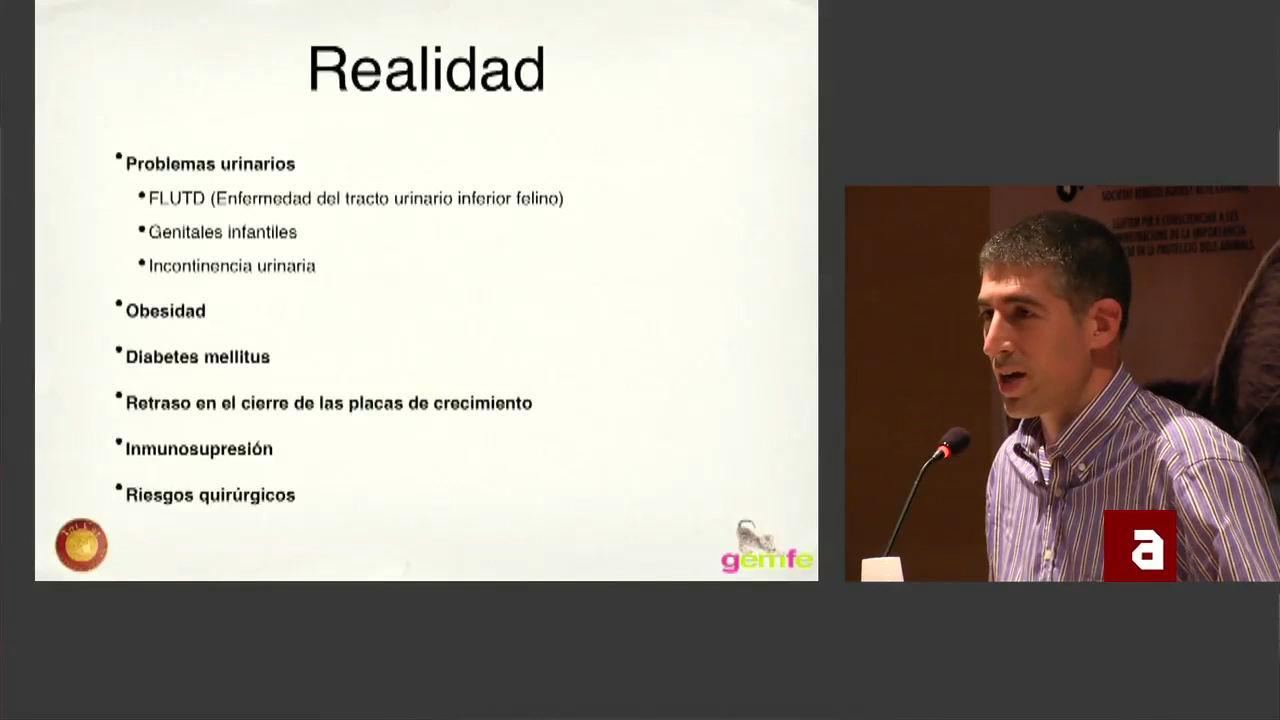 Realidad
Problemas urinarios
FLUTD (Enfermedad del tracto urinario inferior felino)
Genitales infantiles
Incontinencia urinaria
Obesidad
Diabetes mellitus
Retraso en el cierre de las placas de crecimiento
Inmunosupresión
Riesgos quirúrgicos
gemfe
a